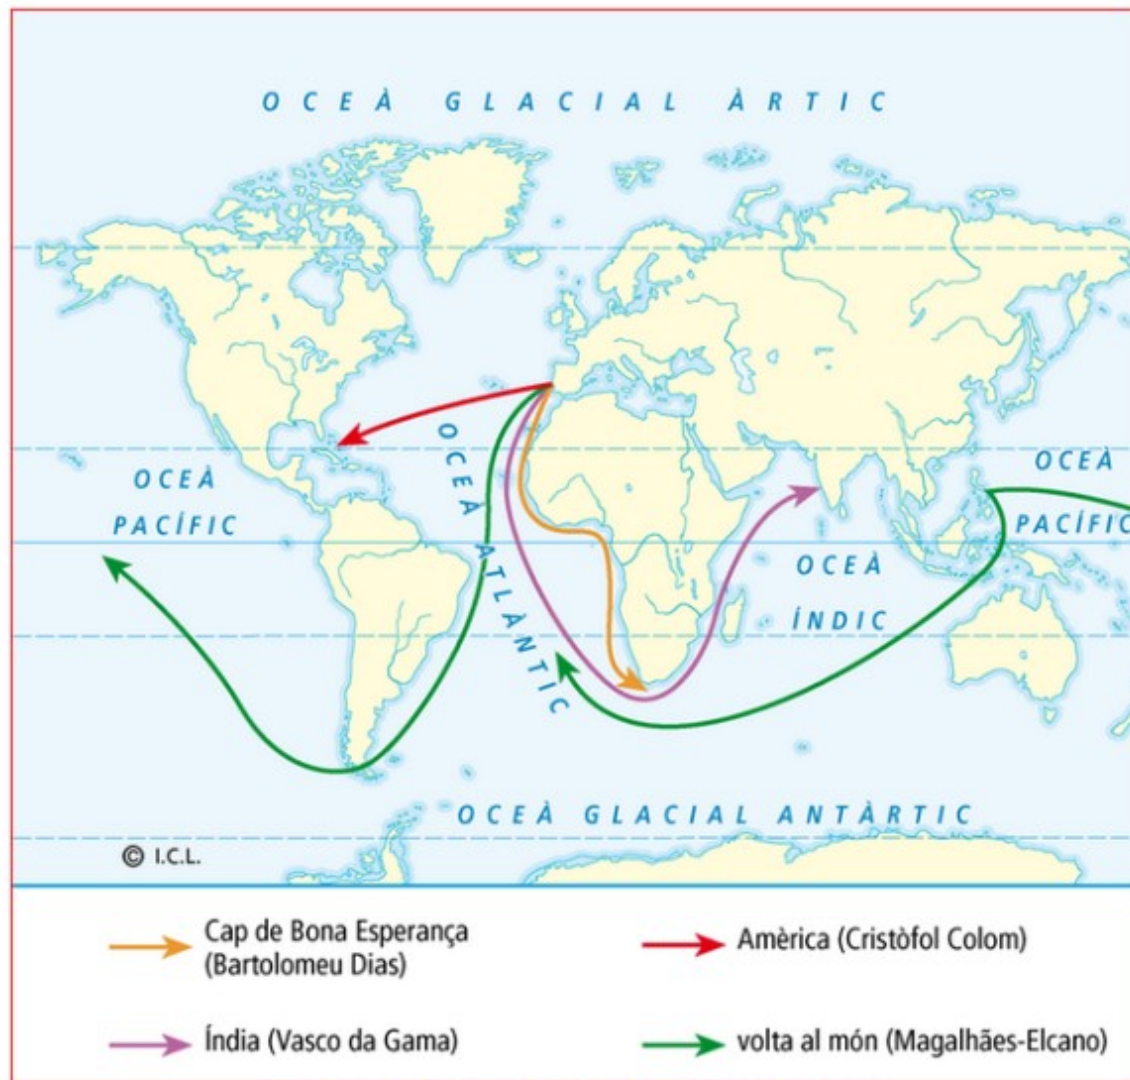 OCEÀ GLACIAL ÀRTIC
OCEÀ
PACÍFIC
OCEÀ ATLÀNTIC
OCEÀ
ÍNDIC
OCEÀ
PACÍFIC
OCEÀ GLACIAL ANTÀRTIC
© I.C.L.
Cap de Bona Esperança
(Bartolomeu Dias)
Amèrica (Cristòfol Colom)
Índia (Vasco da Gama)
volta al món (Magalhães-Elcano)